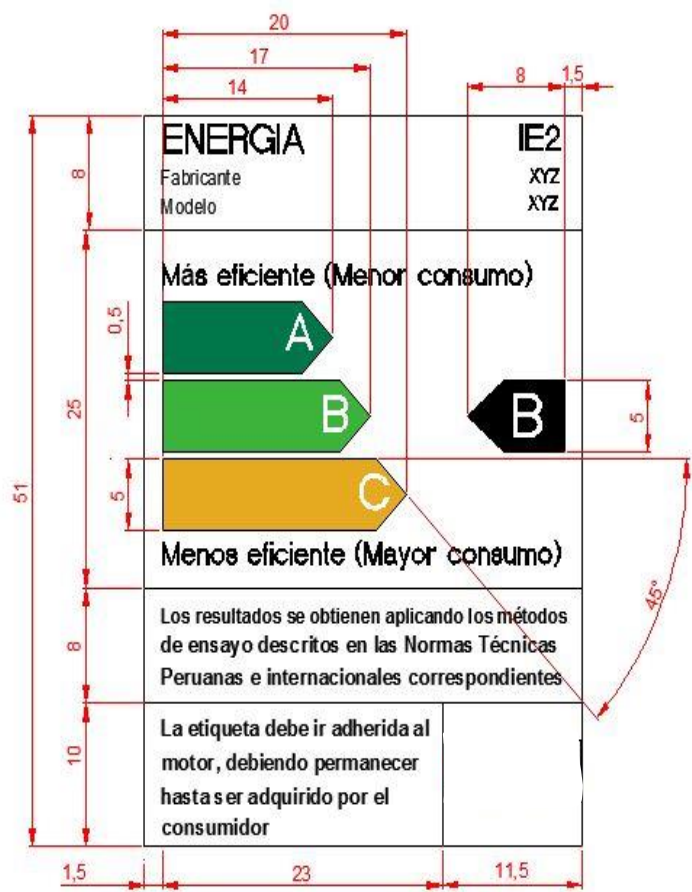 20
17
14
8 1,5
ENERGIA IE2
Fabricante XYZ
Modelo XYZ
8
Más eficiente (Menor consumo)
0,5
A
25
B
B
5
51
5
C
Menos eficiente (Mayor consumo)
45°
Los resultados se obtienen aplicando los métodos
de ensayo descritos en las Normas Técnicas
Peruanas e internacionales correspondientes
8
La etiqueta debe ir adherida al
motor, debiendo permanecer
hasta ser adquirido por el
consumidor
10
1,5 23 11,5